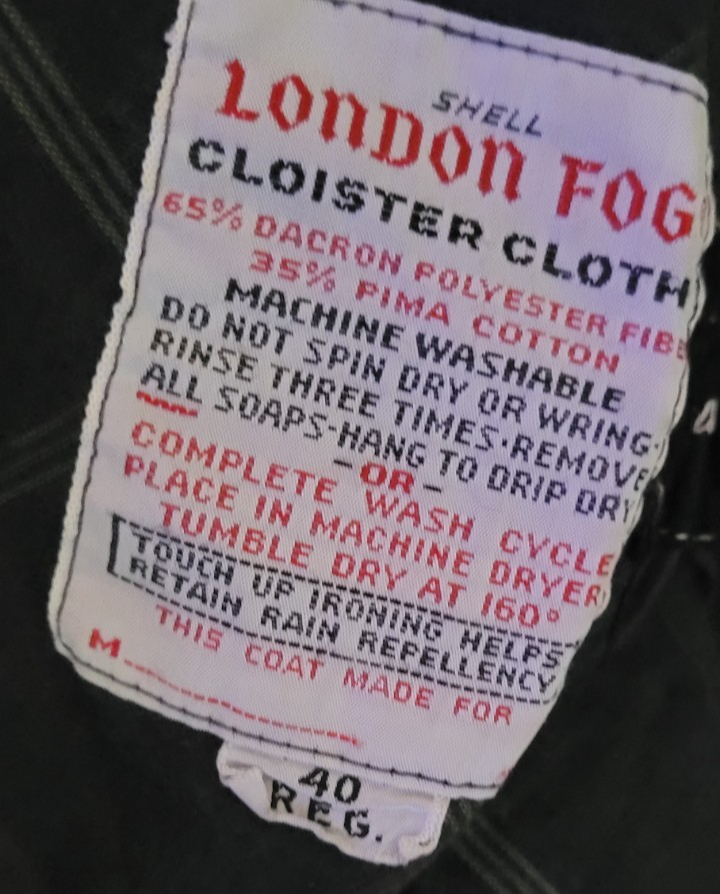 SHELL
LONDON FOG
CLOISTER CLOTH
65% DACRON POLYESTER FIBE
35% PIMA COTTON
MACHINE WASHABLE
DO NOT SPIN DRY OR WRING·
RINSE THREE TIMES·REMOVE
ALL SOAPS-HANG TO DRIP DRY
-OR-
COMPLETE WASH CYCLE
PLACE IN MACHINE DRYER
TUMBLE DRY AT 160°
TOUCH UP IRONING HELPS
RETAIN RAIN REPELLENCY
THIS COAT MADE FOR
M
40
REG.
4